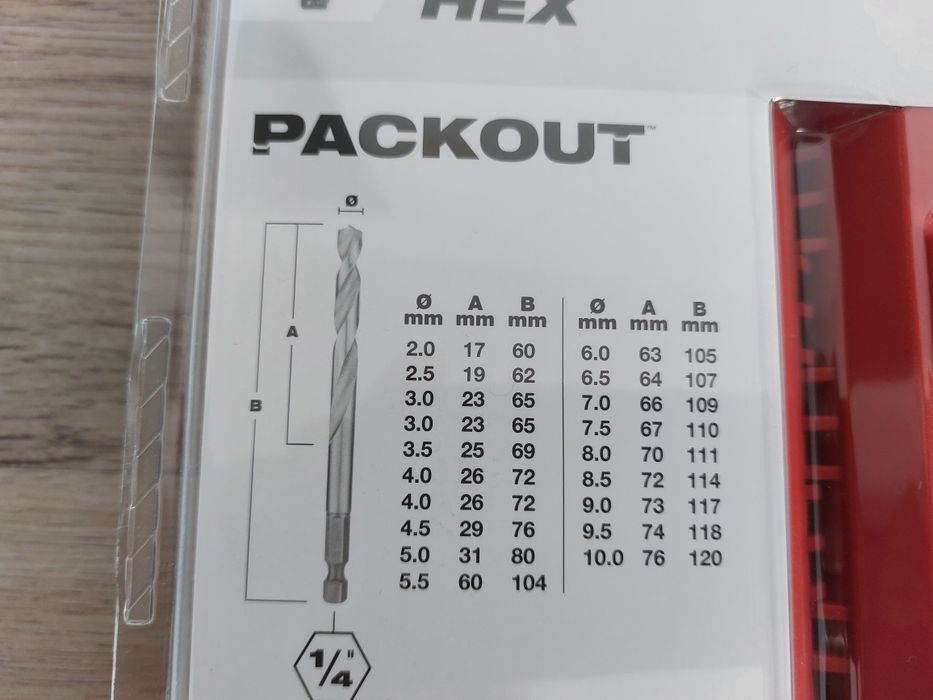 HEX
PACKOUT™
Ø
A
B
Ø A B
mm mm mm
2.0 17 60
2.5 19 62
3.0 23 65
3.0 23 65
3.5 25 69
4.0 26 72
4.0 26 72
4.5 29 76
5.0 31 80
5.5 60 104
Ø A B
mm mm mm
6.0 63 105
6.5 64 107
7.0 66 109
7.5 67 110
8.0 70 111
8.5 72 114
9.0 73 117
9.5 74 118
10.0 76 120
1/4"